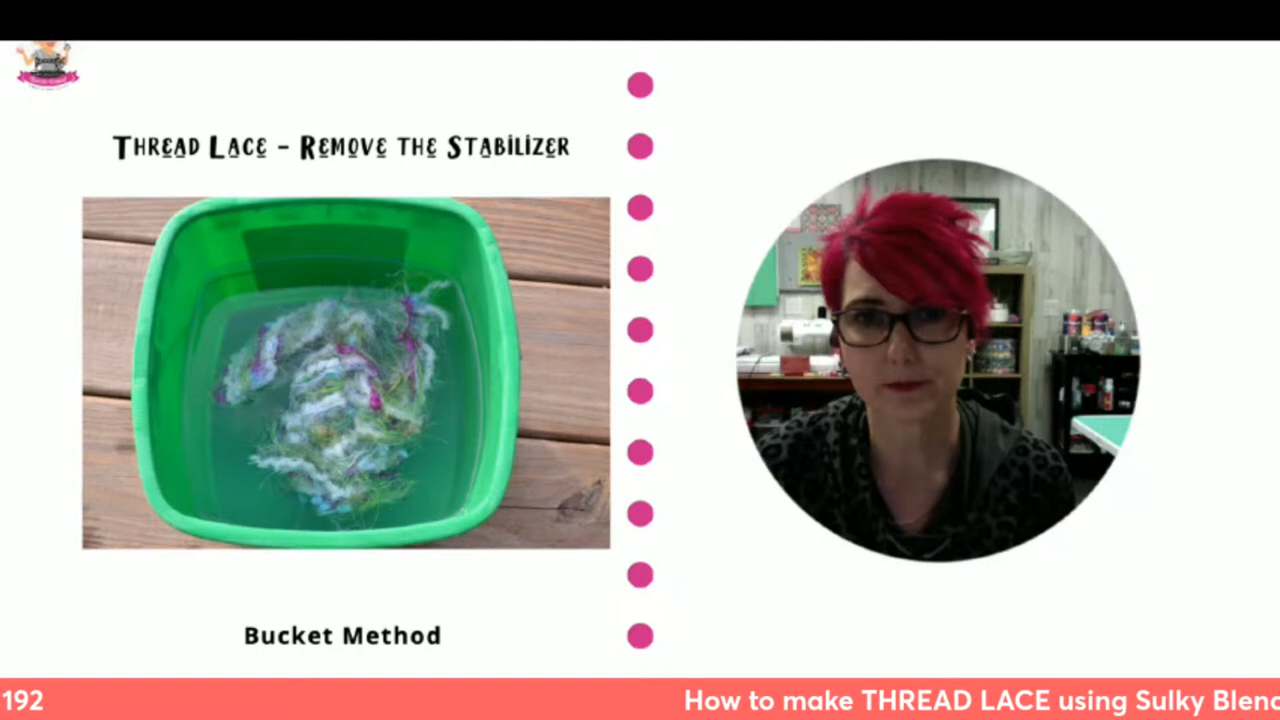 Thread Lace – Remove the Stabilizer
Bucket Method
192
How to make THREAD LACE using Sulky Blend